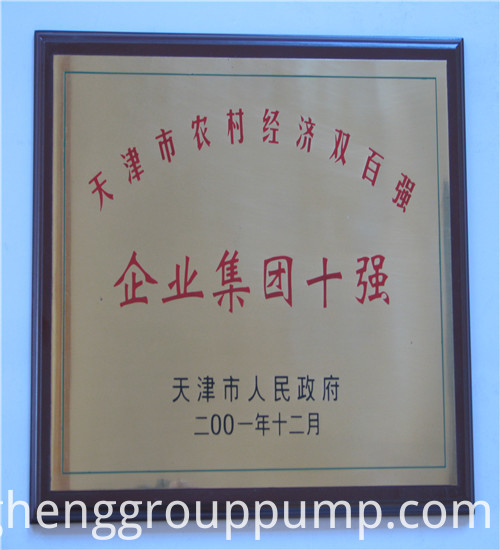 天津市农村经济双百强
企业集团十强
天津市人民政府
二00一年十二月
ghenggrouppump.com